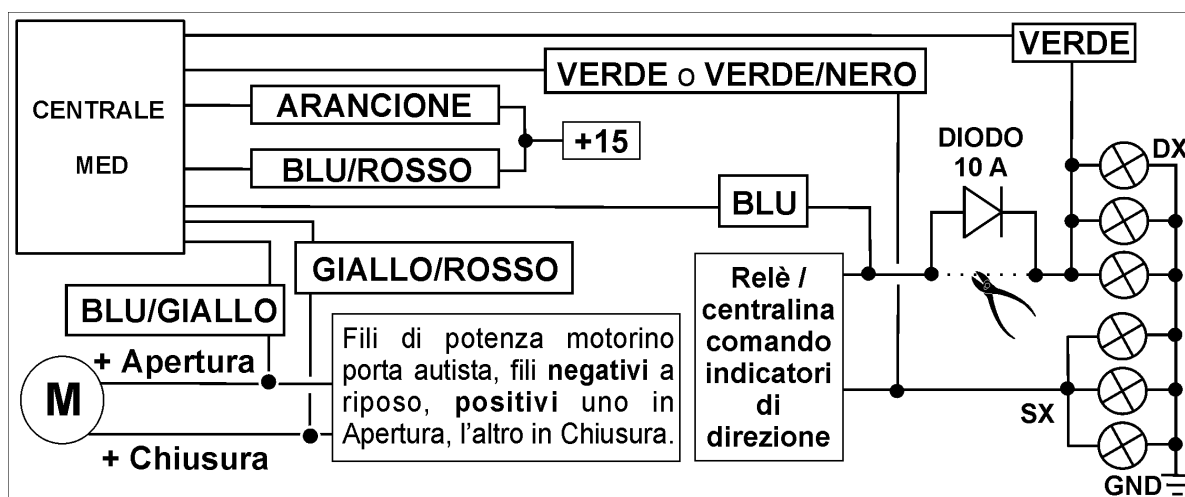 VERDE
VERDE o VERDE/NERO
CENTRALE
MED
ARANCIONE
+15
BLU/ROSSO
DIODO
10 A
DX
BLU
GIALLO/ROSSO
BLU/GIALLO
+ Apertura
M
+ Chiusura
Fili di potenza motorino
porta autista, fili negativi a
riposo, positivi uno in
Apertura, l'altro in Chiusura.
Relè /
centralina
comando
indicatori
di
direzione
SX
GND